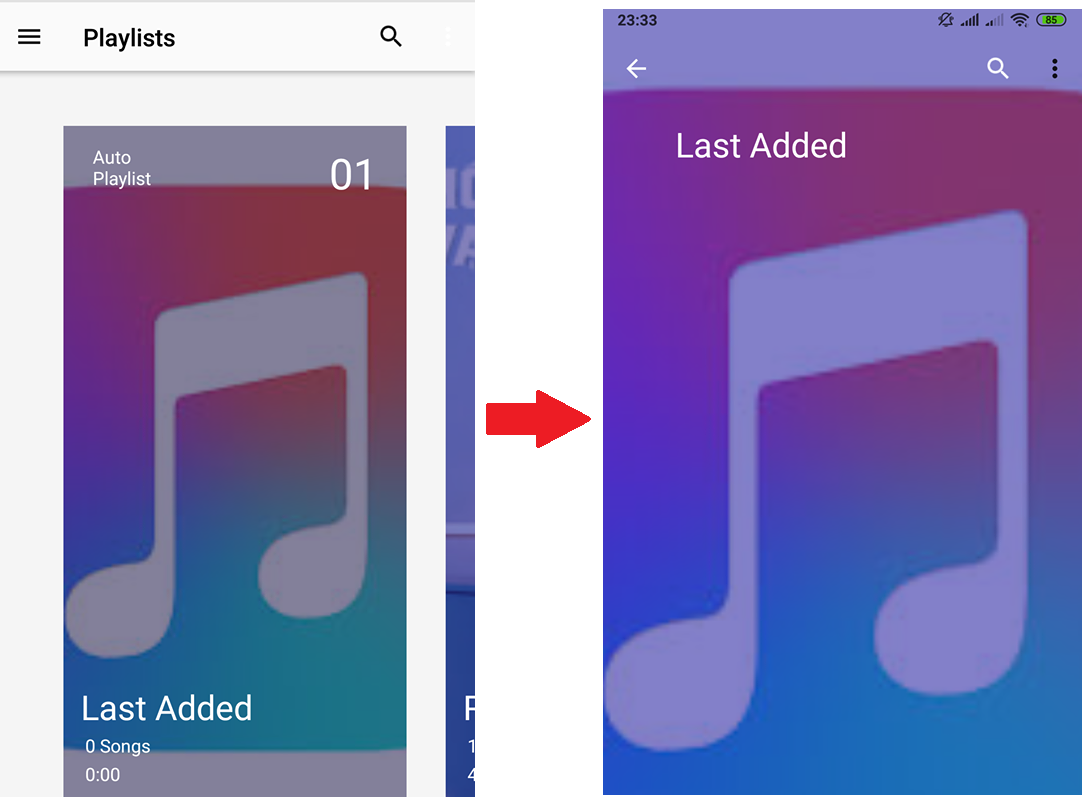 Playlists
Auto
Playlist
01
Last Added
0 Songs
0:00
23:33
85
Last Added